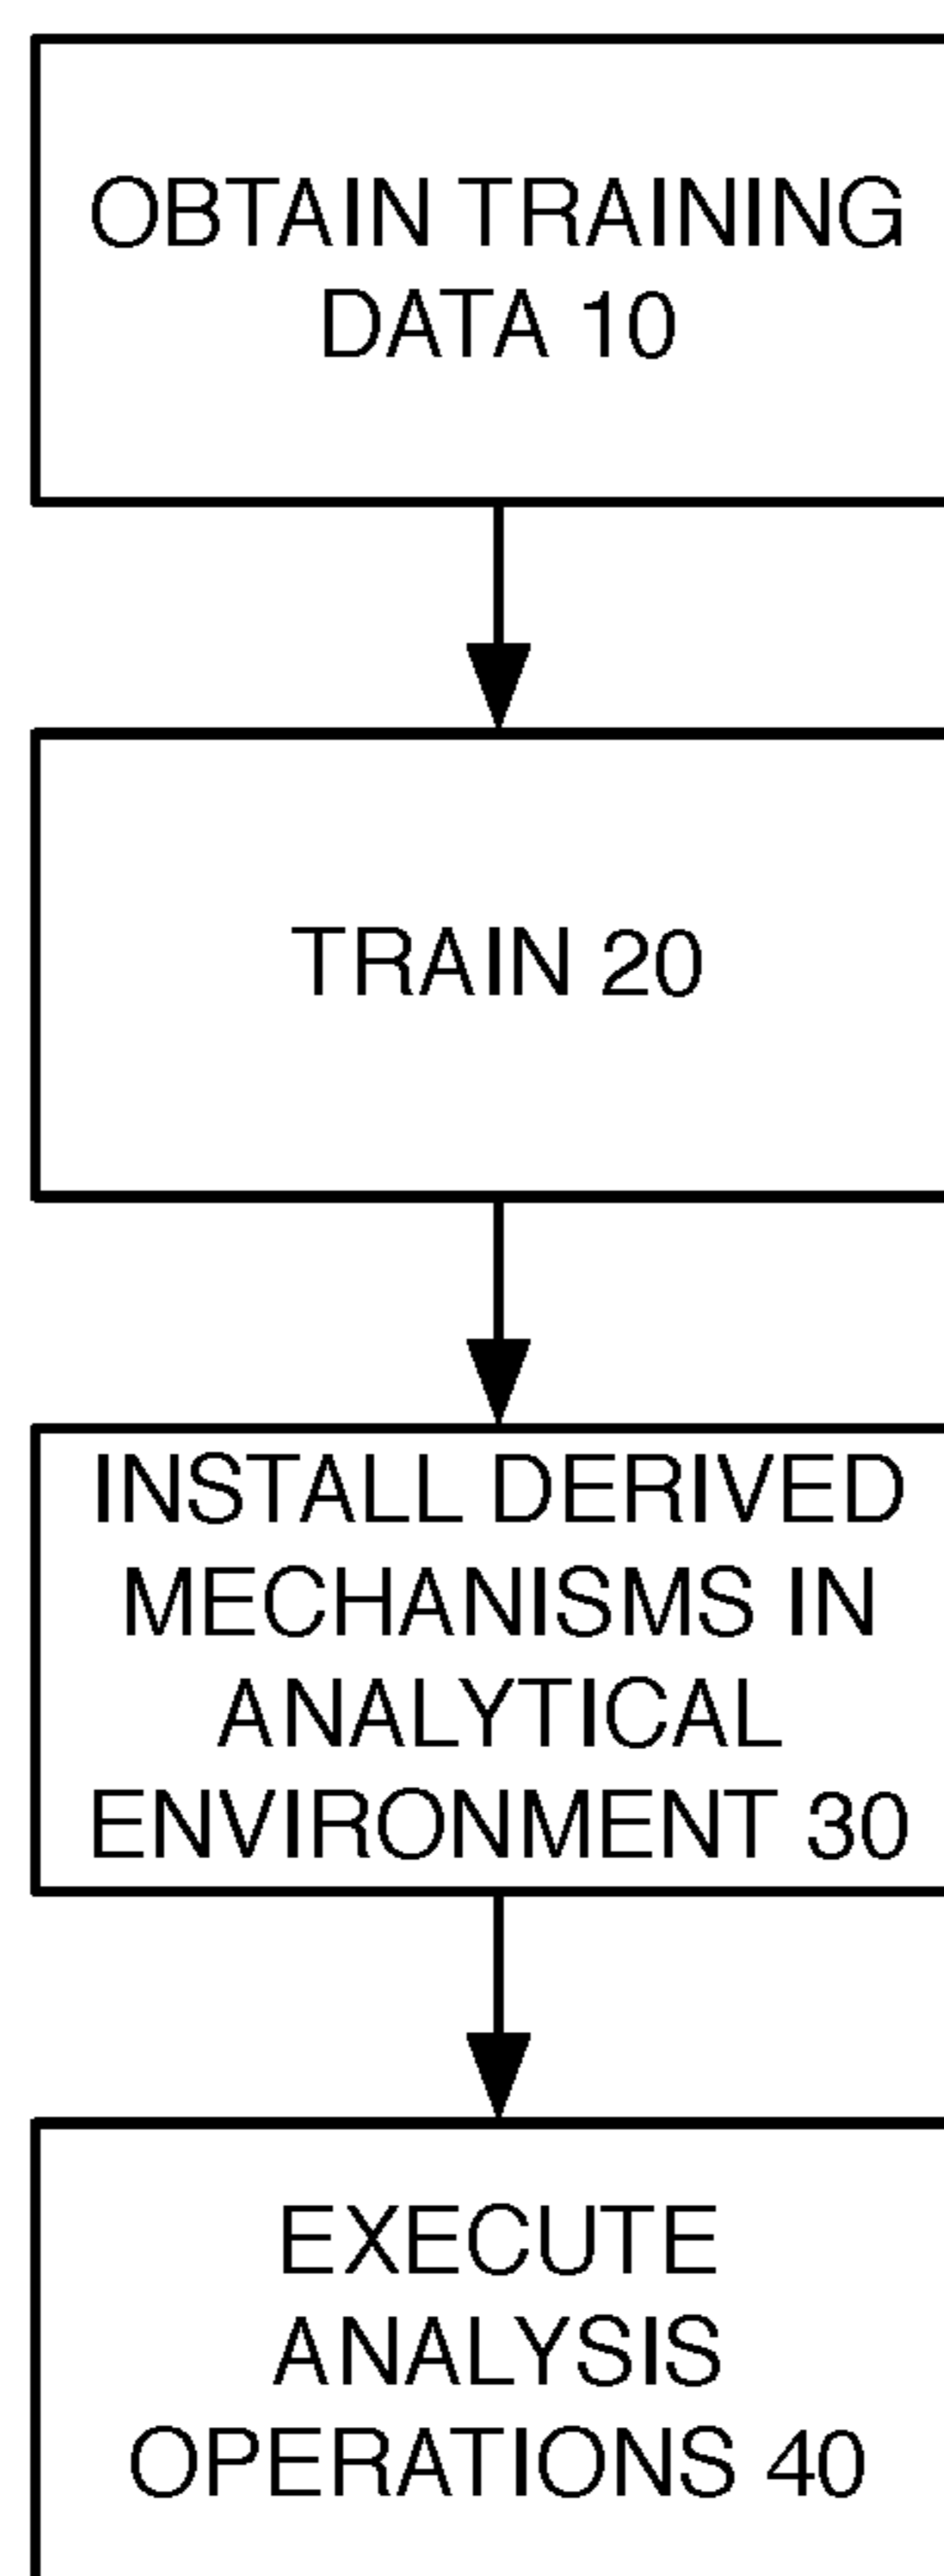 OBTAIN TRAINING
DATA 10
TRAIN 20
INSTALL DERIVED
MECHANISMS IN
ANALYTICAL
ENVIRONMENT 30
EXECUTE
ANALYSIS
OPERATIONS 40